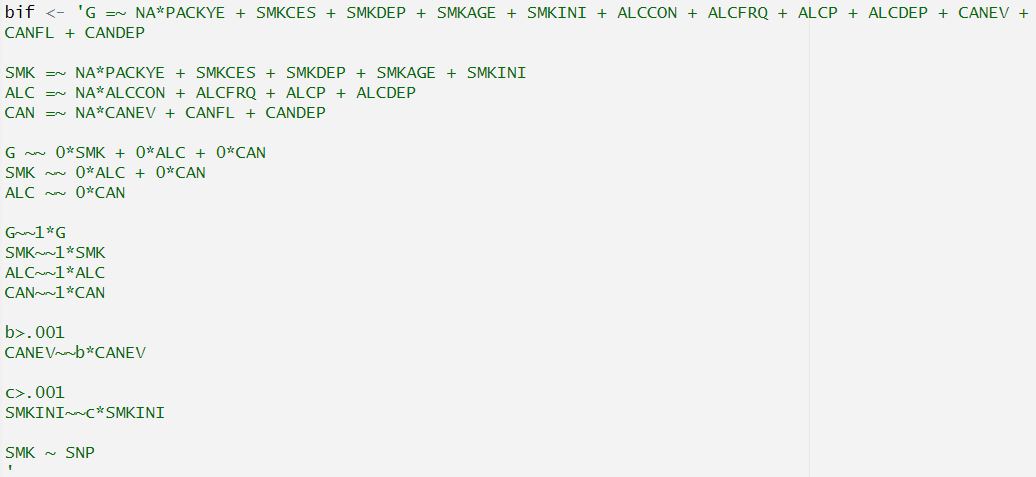 bif <- 'G =~ NA*PACKYE + SMKCES + SMKDEP + SMKAGE + SMKINI + ALCCON + ALCFRQ + ALCP + ALCDEP + CANEV +
CANFL + CANDEP
SMK =~ NA*PACKYE + SMKCES + SMKDEP + SMKAGE + SMKINI
ALC =~ NA*ALCCON + ALCFRQ + ALCP + ALCDEP
CAN =~ NA*CANEV + CANFL + CANDEP
G ~~ 0*SMK + 0*ALC + 0*CAN
SMK ~~ 0*ALC + 0*CAN
ALC ~~ 0*CAN
G~~1*G
SMK~~1*SMK
ALC~~1*ALC
CAN~~1*CAN
b>.001
CANEV~~b*CANEV
c>.001
SMKINI~~c*SMKINI
SMK ~ SNP
'